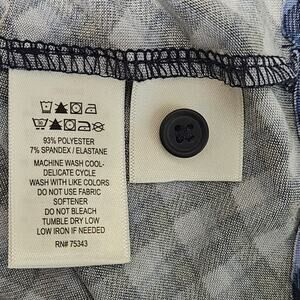 93% POLYESTER
7% SPANDEX / ELASTANE
MACHINE WASH COOL-
DELICATE CYCLE
WASH WITH LIKE COLORS
DO NOT USE FABRIC
SOFTENER
DO NOT BLEACH
TUMBLE DRY LOW
LOW IRON IF NEEDED
RN# 75343